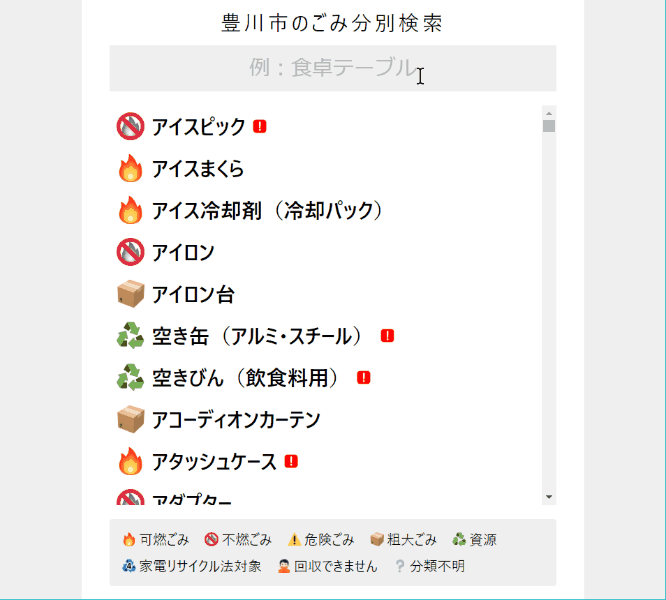 豊川市のごみ分別検索
例：食卓テーブル
アイスピック
アイスまくら
アイス冷却剤（冷却パック）
アイロン
アイロン台
空き缶（アルミ・スチール）
空きびん（飲食料用）
アコーディオンカーテン
アタッシュケース
アダプター
可燃ごみ 不燃ごみ 危険ごみ 粗大ごみ 資源
家電リサイクル法対象 回収できません 分類不明